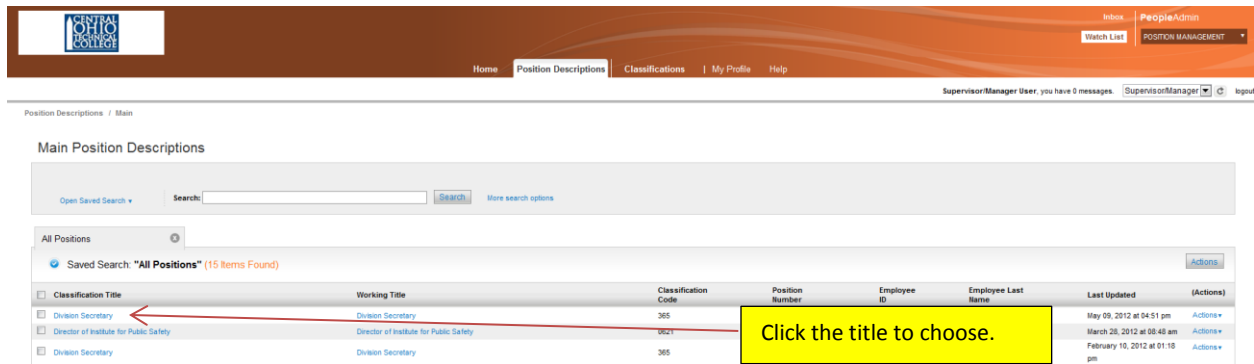 CENTRAL
OHIO
TECHNICAL
COLLEGE
Inbox PeopleAdmin
Watch List POSITION MANAGEMENT
Home Position Descriptions Classifications | My Profile Help
Supervisor/Manager User, you have 0 messages. Supervisor/Manager logout
Position Descriptions / Main
Main Position Descriptions
Open Saved Search Search: Search More search options
All Positions
Saved Search: "All Positions" (15 Items Found) Actions
Classification Title Working Title Classification Code Position Number Employee ID Employee Last Name Last Updated (Actions)
Division Secretary Division Secretary 365 May 09, 2012 at 04:51 pm Actions
Director of Institute for Public Safety Director of Institute for Public Safety 0621 March 28, 2012 at 08:48 am Actions
Division Secretary Division Secretary 365 February 10, 2012 at 01:18 pm Actions
Click the title to choose.